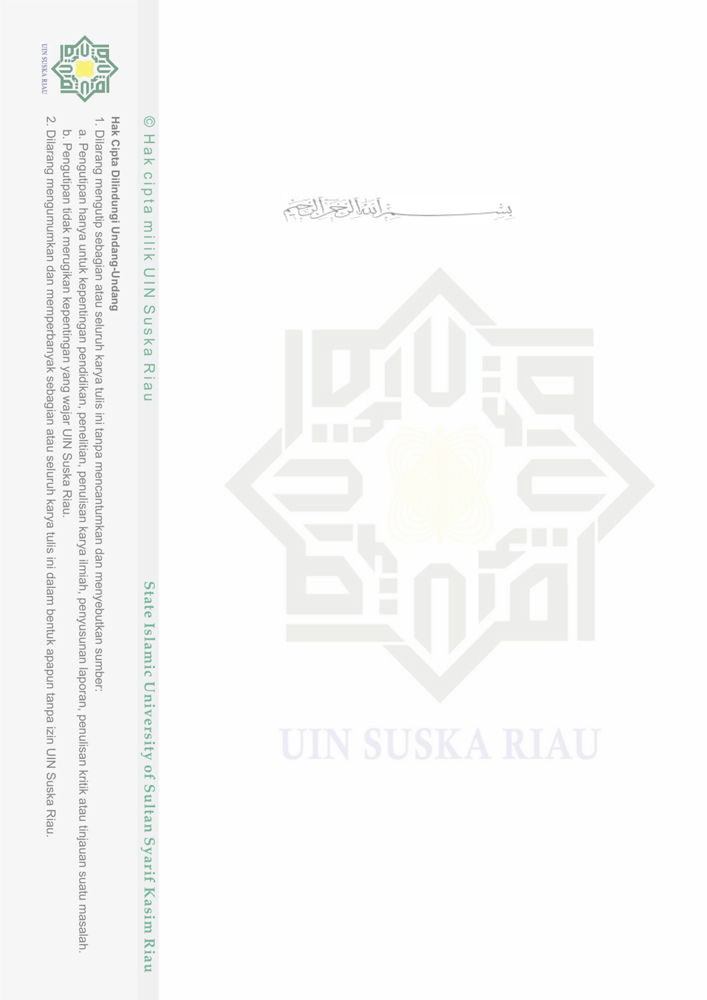 بسم الله الرحمن الرحيم
UIN SUSKA RIAU
© Hak cipta milik UIN Suska Riau
State Islamic University of Sultan Syarif Kasim Riau
Hak Cipta Dilindungi Undang-Undang
1. Dilarang mengutip sebagian atau seluruh karya tulis ini tanpa mencantumkan dan menyebutkan sumber:
a. Pengutipan hanya untuk kepentingan pendidikan, penelitian, penulisan karya ilmiah, penyusunan laporan, penulisan kritik atau tinjauan suatu masalah.
b. Pengutipan tidak merugikan kepentingan yang wajar UIN Suska Riau.
2. Dilarang mengumumkan dan memperbanyak sebagian atau seluruh karya tulis ini dalam bentuk apapun tanpa izin UIN Suska Riau.
UIN SUSKA RIAU